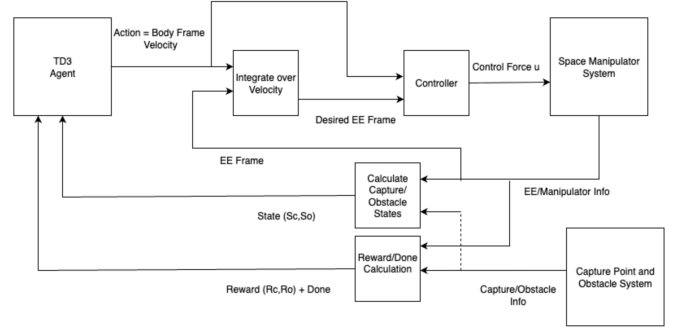 Action = Body Frame
Velocity
TD3
Agent
Integrate over
Velocity
Controller
Control Force u
Space Manipulator
System
Desired EE Frame
EE Frame
Calculate
Capture/
Obstacle
States
EE/Manipulator Info
State (Sc,So)
Reward/Done
Calculation
Capture Point and
Obstacle System
Reward (Rc,Ro) + Done
Capture/Obstacle
Info